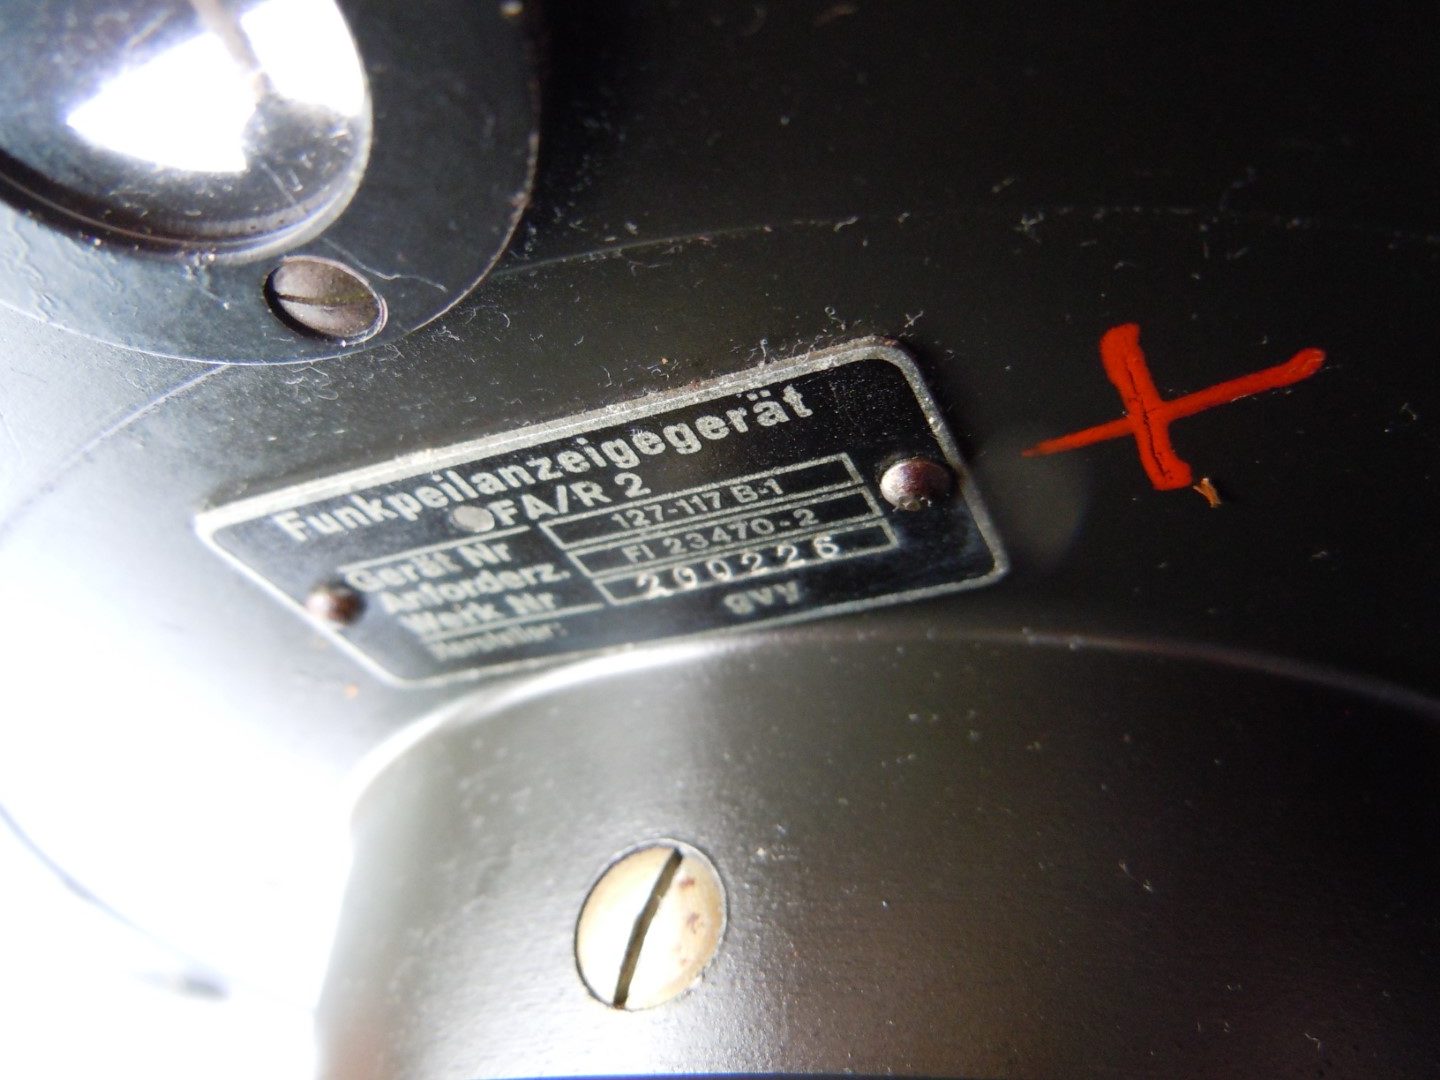 Funkpeilanzeigegerät
FA/R 2
Gerät Nr 127-117 B-1
Anforderz. Fl 23470-2
Werk Nr 200226
Hersteller: gvy